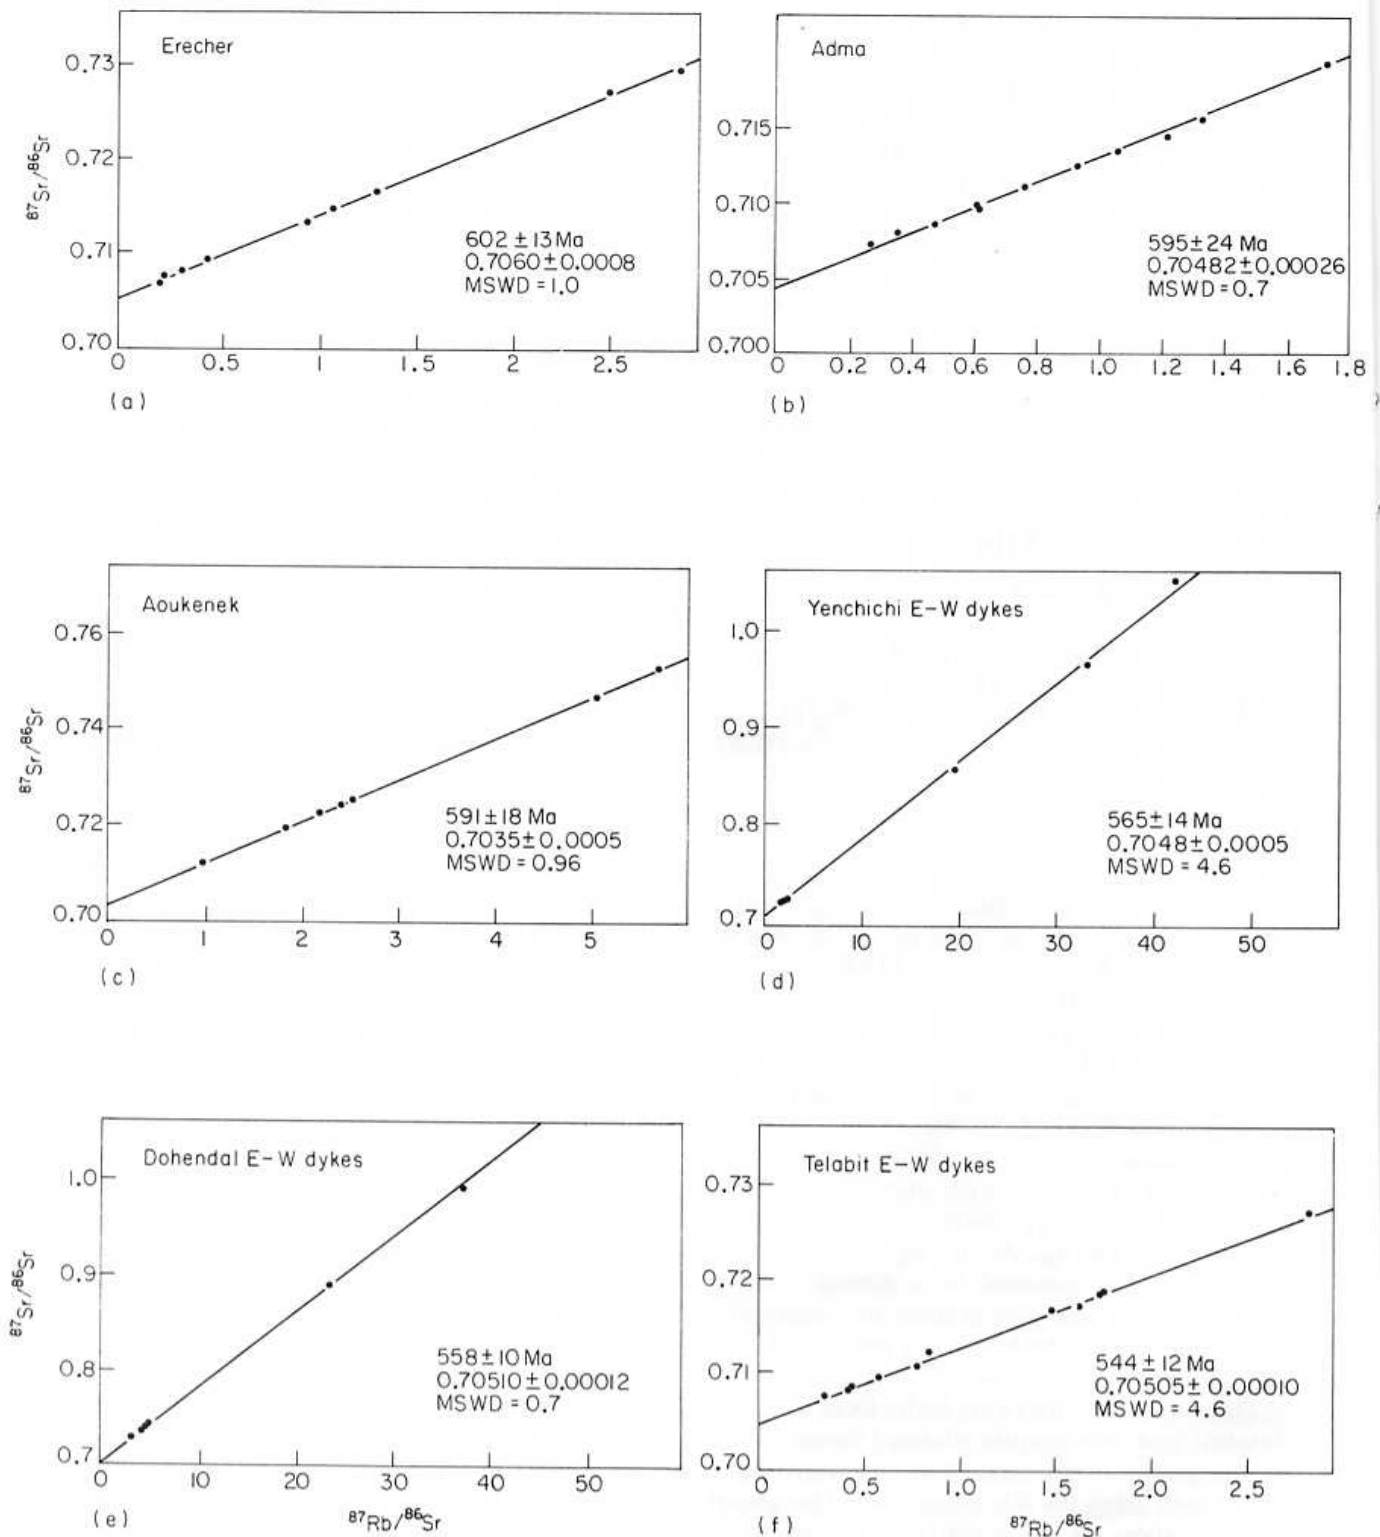 Erecher
0.73
0.72
0.71
0.70
⁸⁷Sr/⁸⁶Sr
602±13Ma
0.7060±0.0008
MSWD=1.0
0 0.5 1 1.5 2 2.5
(a)
Adma
0.715
0.710
0.705
0.700
595±24 Ma
0.70482±0.00026
MSWD=0.7
0 0.2 0.4 0.6 0.8 1.0 1.2 1.4 1.6 1.8
(b)
Aoukenek
0.76
0.74
0.72
0.70
⁸⁷Sr/⁸⁶Sr
591±18 Ma
0.7035±0.0005
MSWD=0.96
0 1 2 3 4 5
(c)
Yenchichi E-W dykes
1.0
0.9
0.8
0.7
565±14 Ma
0.7048±0.0005
MSWD=4.6
0 10 20 30 40 50
(d)
Dohendal E-W dykes
1.0
0.9
0.8
0.7
⁸⁷Sr/⁸⁶Sr
558±10 Ma
0.70510±0.00012
MSWD=0.7
0 10 20 30 40 50
(e) ⁸⁷Rb/⁸⁶Sr
Telabit E-W dykes
0.73
0.72
0.71
0.70
544±12 Ma
0.70505±0.00010
MSWD=4.6
0 0.5 1.0 1.5 2.0 2.5
(f) ⁸⁷Rb/⁸⁶Sr